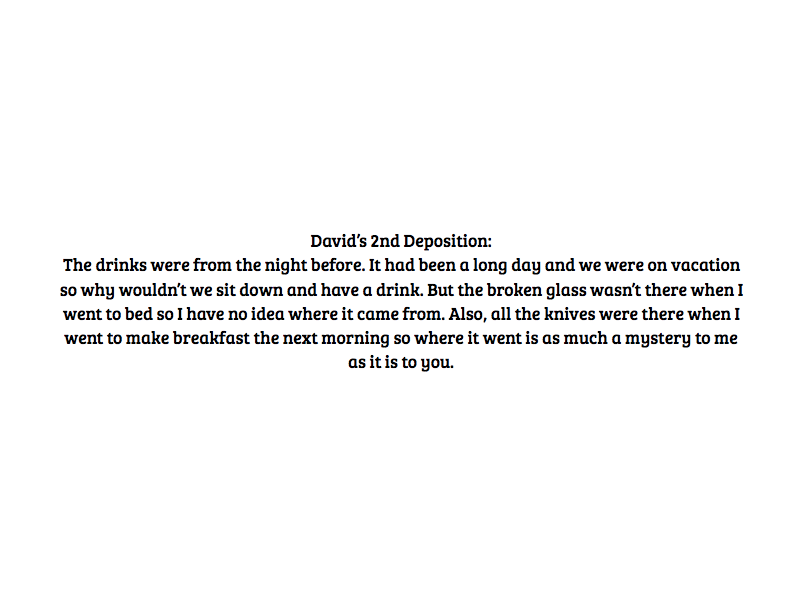 David’s 2nd Deposition:
The drinks were from the night before. It had been a long day and we were on vacation
so why wouldn’t we sit down and have a drink. But the broken glass wasn’t there when I
went to bed so I have no idea where it came from. Also, all the knives were there when I
went to make breakfast the next morning so where it went is as much a mystery to me
as it is to you.